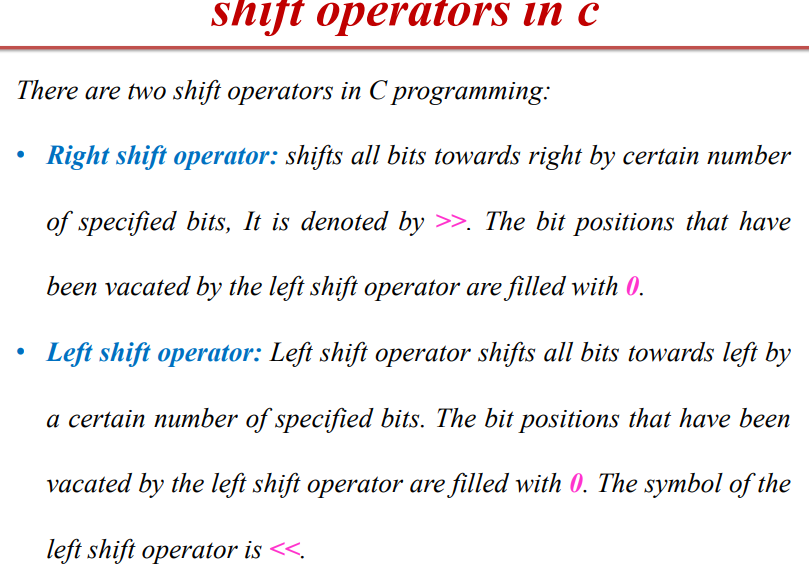 shift operators in c
There are two shift operators in C programming:
• Right shift operator: shifts all bits towards right by certain number
of specified bits, It is denoted by >>. The bit positions that have
been vacated by the left shift operator are filled with 0.
• Left shift operator: Left shift operator shifts all bits towards left by
a certain number of specified bits. The bit positions that have been
vacated by the left shift operator are filled with 0. The symbol of the
left shift operator is <<.